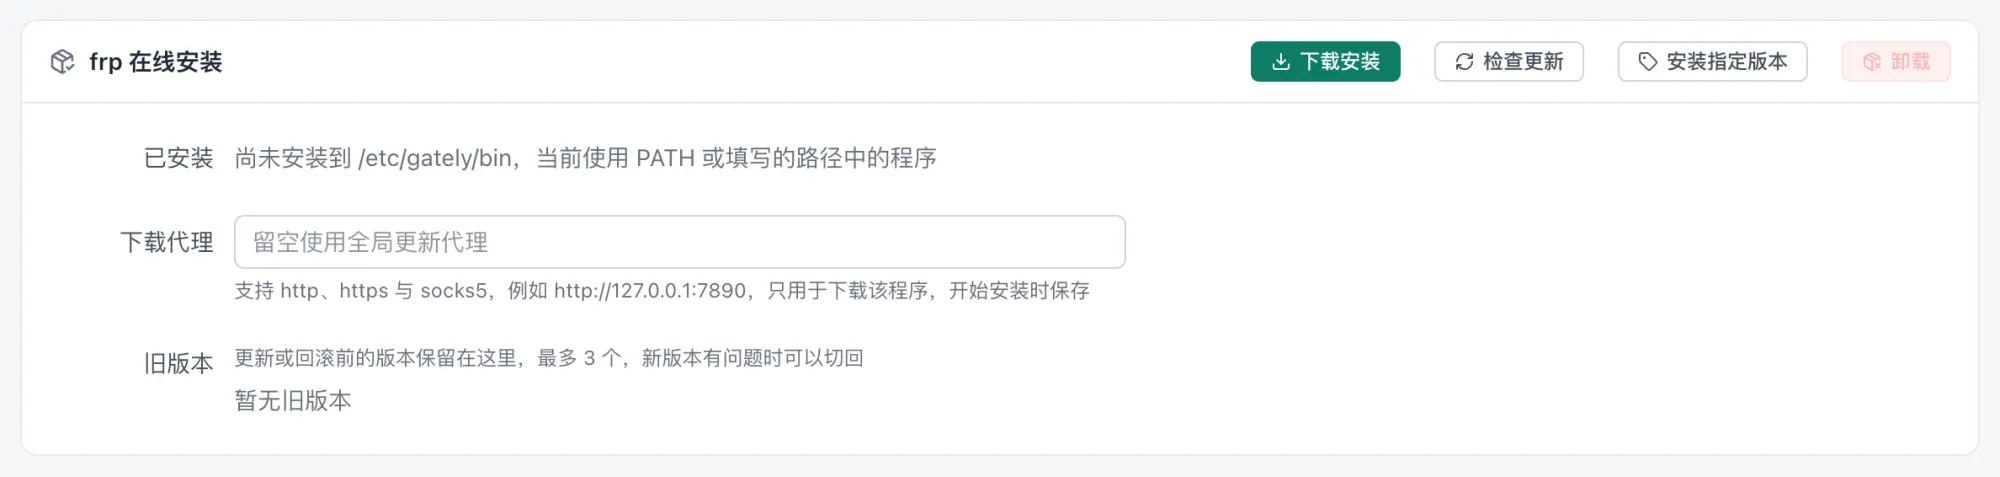 frp 在线安装
下载安装
检查更新
安装指定版本
卸载
已安装 尚未安装到 /etc/gately/bin，当前使用 PATH 或填写的路径中的程序
下载代理 留空使用全局更新代理
支持 http、https 与 socks5，例如 http://127.0.0.1:7890，只用于下载该程序，开始安装时保存
旧版本 更新或回滚前的版本保留在这里，最多 3 个，新版本有问题时可以切回
暂无旧版本